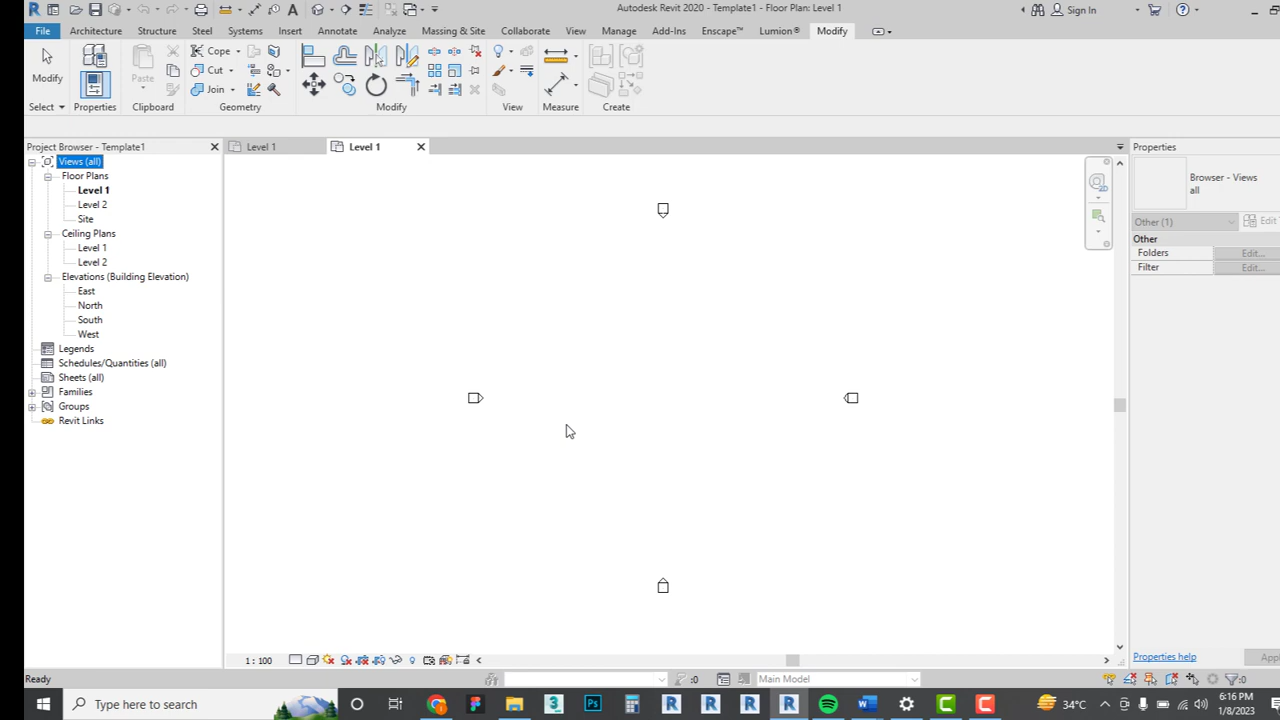 Autodesk Revit 2020 - Template1 - Floor Plan: Level 1
Sign In
File Architecture Structure Steel Insert Annotate Analyze Massing & Site Collaborate View Manage Add-Ins Enscape™ Lumion® Modify
Modify
Paste
Cope
Cut
Join
Select Properties Clipboard Geometry Modify View Measure Create
Project Browser - Template1
Level 1 Level 1
Properties
Views (all)
Floor Plans
Level 1
Level 2
Site
Ceiling Plans
Level 1
Level 2
Elevations (Building Elevation)
East
North
South
West
Legends
Schedules/Quantities (all)
Sheets (all)
Families
Groups
Revit Links
Browser - Views
all
Other (1) Edit
Other
Folders Edit...
Filter Edit...
2D
1 : 100
Properties help
Appl
Ready
:0
Main Model
:0
Type here to search
34°C
6:16 PM
1/8/2023